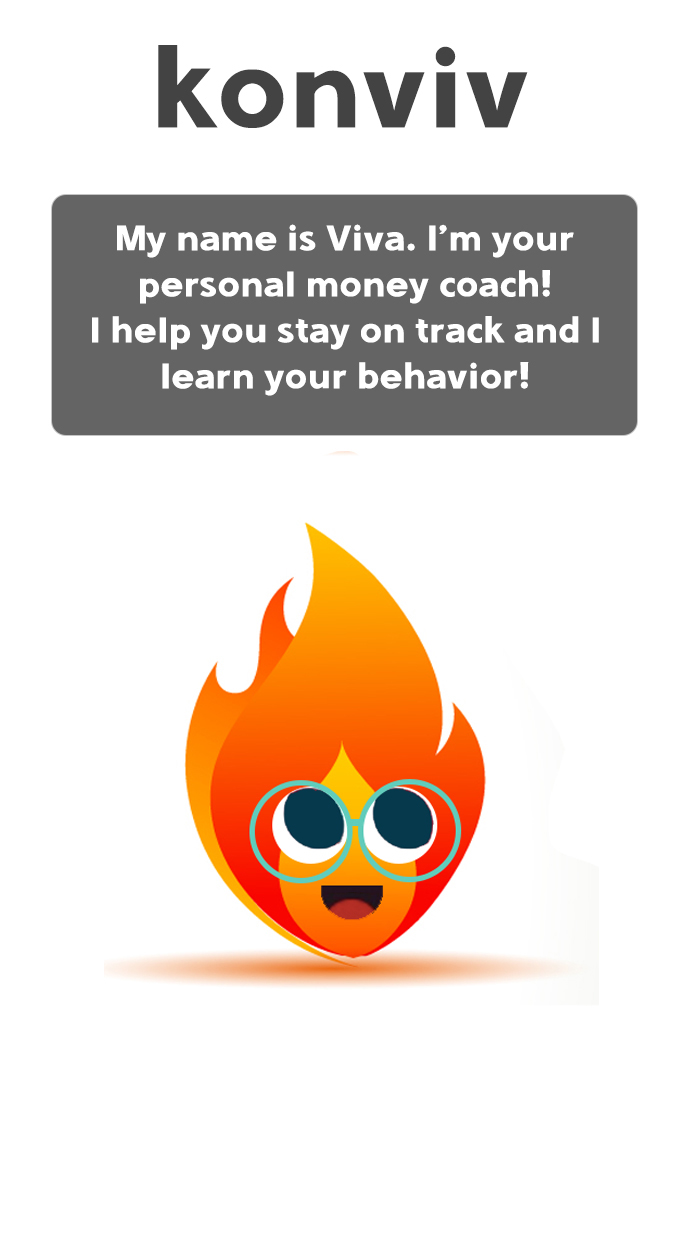 konviv
My name is Viva. I’m your
personal money coach!
I help you stay on track and I
learn your behavior!